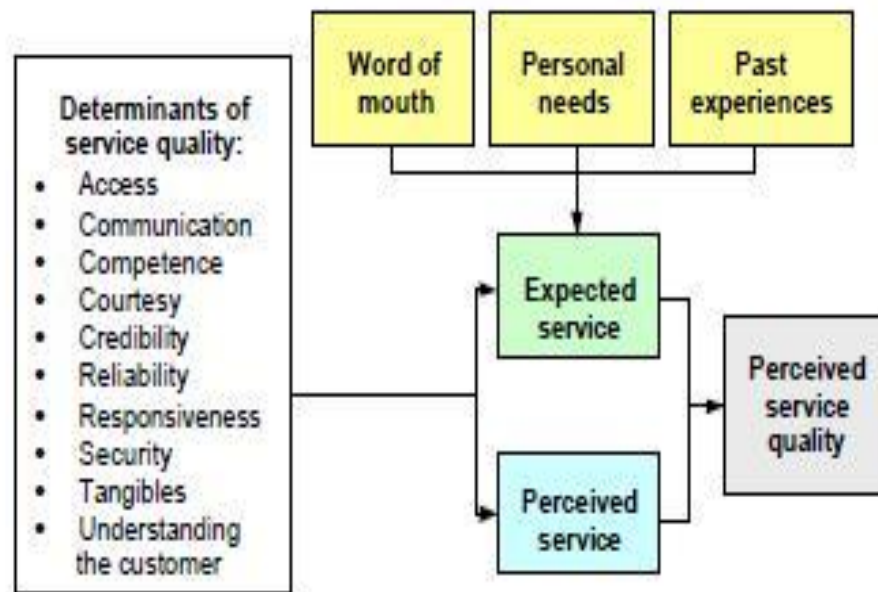 Determinants of
service quality:
• Access
• Communication
• Competence
• Courtesy
• Credibility
• Reliability
• Responsiveness
• Security
• Tangibles
• Understanding
the customer
Word of
mouth
Personal
needs
Past
experiences
Expected
service
Perceived
service
Perceived
service
quality